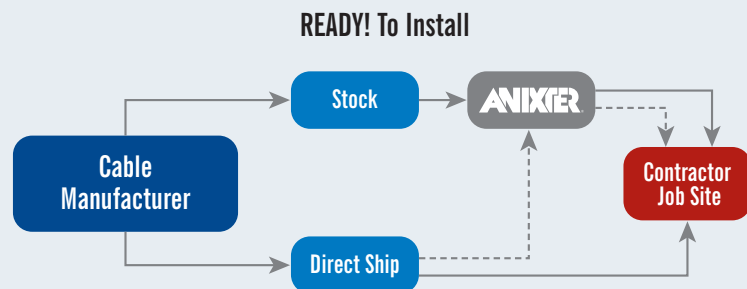 READY! To Install
Stock
ANIXTER
Cable
Manufacturer
Contractor
Job Site
Direct Ship